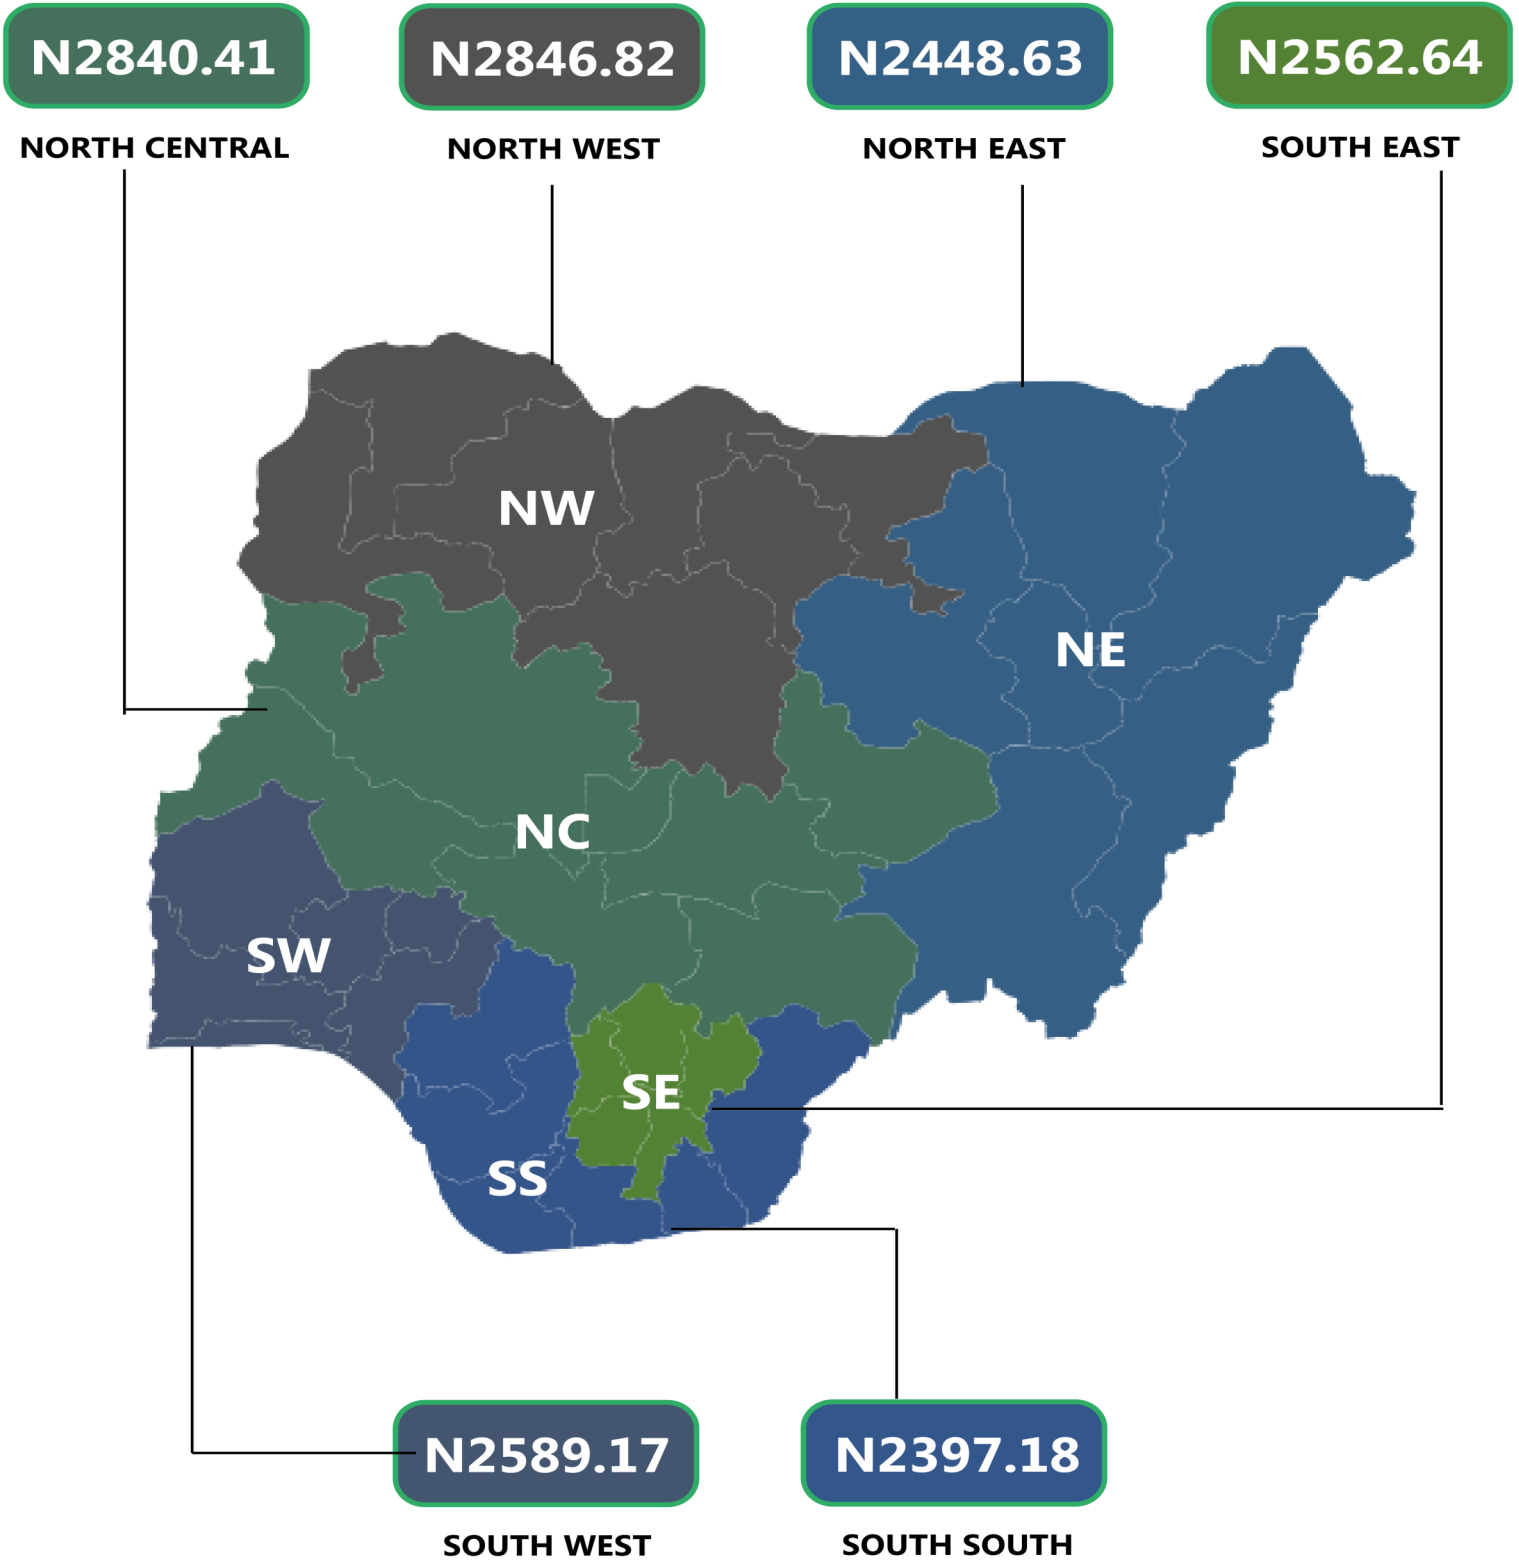 N2840.41
N2846.82
N2448.63
N2562.64
NORTH CENTRAL
NORTH WEST
NORTH EAST
SOUTH EAST
NW
NE
NC
SW
SE
SS
N2589.17
N2397.18
SOUTH WEST
SOUTH SOUTH